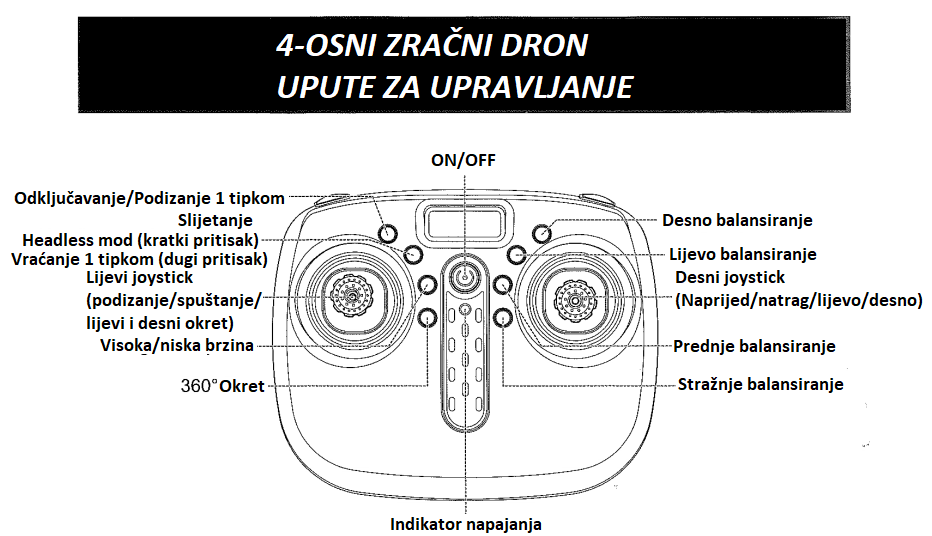 4-OSNI ZRAČNI DRON
UPUTE ZA UPRAVLJANJE
ON/OFF
Odključavanje/Podizanje 1 tipkom
Slijetanje
Headless mod (kratki pritisak)
Vraćanje 1 tipkom (dugi pritisak)
Lijevi joystick
(podizanje/spuštanje/
lijevi i desni okret)
Visoka/niska brzina
360°Okret
Desno balansiranje
Lijevo balansiranje
Desni joystick
(Naprijed/natrag/lijevo/desno)
Prednje balansiranje
Stražnje balansiranje
Indikator napajanja